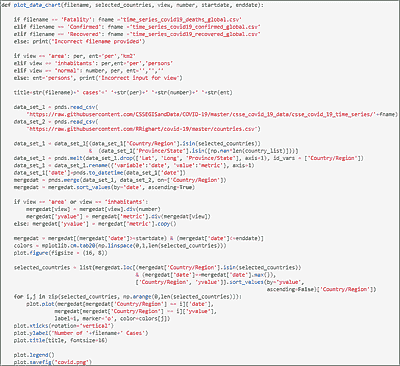 def plot_data_chart(filename, selected_countries, view, number, startdate, enddate):
if filename == 'Fatality': fname ='time_series_covid19_deaths_global.csv'
elif filename == 'Confirmed': fname ='time_series_covid19_confirmed_global.csv'
elif filename == 'Recovered': fname ='time_series_covid19_recovered_global.csv'
else: print("Incorrect filename provided")
if view == 'area': per, ent='per','km2'
elif view == 'inhabitants': per,ent='per','persons'
elif view == 'normal': number, per, ent='','',''
else: ent='persons', print("Incorrect input for view")
title=str(filename)+' cases'+' '+str(per)+' '+str(number)+' '+str(ent)
data_set_1 = pnds.read_csv(
"https://raw.githubusercontent.com/CSSEGISandData/COVID-19/master/csse_covid_19_data/csse_covid_19_time_series/"+fname)
data_set_2 = pnds.read_csv(
"https://raw.githubusercontent.com/RRighart/covid-19/master/countries.csv")
data_set_1 = data_set_1[(data_set_1['Country/Region'].isin(selected_countries))
& (data_set_1['Province/State'].isin([np.nan*len(country_list)]))]
data_set_1 = pnds.melt(data_set_1.drop(['Lat', 'Long', 'Province/State'], axis=1), id_vars = ['Country/Region'])
data_set_1 = data_set_1.rename({'variable':'date', 'value':'metric'}, axis=1)
data_set_1['date']=pnds.to_datetime(data_set_1['date'])
mergedat = pnds.merge(data_set_1, data_set_2, on=['Country/Region'])
mergedat = mergedat.sort_values(by='date', ascending=True)
if view == 'area' or view == 'inhabitants':
mergedat[view] = mergedat[view].div(number)
mergedat["yvalue"] = mergedat['metric'].div(mergedat[view])
else: mergedat["yvalue"] = mergedat['metric'].copy()
mergedat = mergedat[(mergedat['date']>=startdate) & (mergedat['date']<=enddate)]
colors = mplotlib.cm.tab20(np.linspace(0,1,len(selected_countries)))
plot.figure(figsize = (16, 8))
selected_countries = list(mergedat.loc[(mergedat['Country/Region'].isin(selected_countries))
& (mergedat['date']==mergedat['date'].max()),
['Country/Region', 'yvalue']].sort_values(by="yvalue",
ascending=False)['Country/Region'])
for i,j in zip(selected_countries, np.arange(0,len(selected_countries))):
plot.plot(mergedat[mergedat['Country/Region'] == i]['date'],
mergedat[mergedat['Country/Region'] == i]['yvalue'],
label=i, marker='o', color=colors[j])
plot.xticks(rotation='vertical')
plot.ylabel('Number of '+filename+' Cases')
plot.title(title, fontsize=16)
plot.legend()
plot.savefig("covid.png")